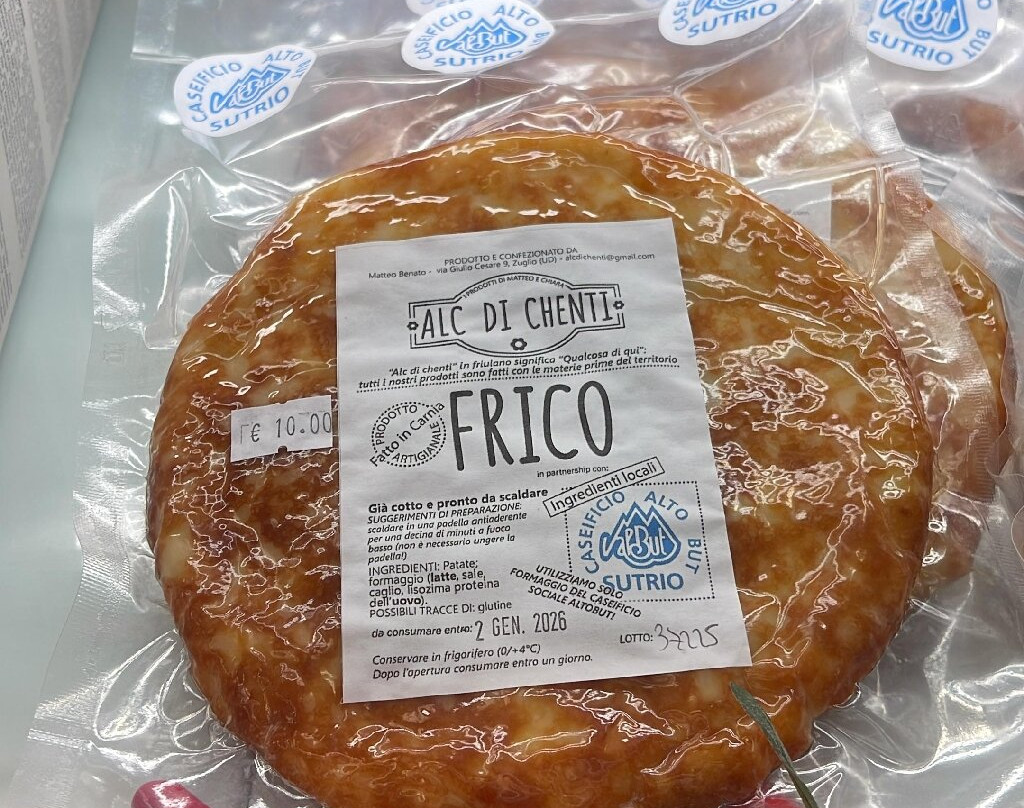 CASEIFICIO ALTO BUT
SUTRIO
CASEIFICIO ALTO
SUTRIO
SUTRIO
BUT
SUTRIO
PRODOTTO E CONFEZIONATO DA
Matteo Benato - via Giulio Cesare 9, Zuglio (UD) - alcdichenti@gmail.com
I PRODOTTI DI MATTEO E CHIARA
ALC DI CHENTI
"Alc di chenti" in friulano significa "Qualcosa di qui":
tutti i nostri prodotti sono fatti con le materie prime del territorio
€ 10.00
PRODOTTO
Fatto in Carnia
ARTIGIANALE
FRICO
in partnership con:
Ingredienti locali
Già cotto e pronto da scaldare
SUGGERIMENTI DI PREPARAZIONE:
scaldare in una padella antiaderente
per una decina di minuti a fuoco
basso (non è necessario ungere la
padella!)
INGREDIENTI: Patate;
formaggio (latte, sale,
caglio, lisozima proteina
dell'uovo).
POSSIBILI TRACCE DI: glutine
CASEIFICIO ALTO BUT
AltBut
SUTRIO
UTILIZZIAMO SOLO
FORMAGGIO DEL CASEIFICIO
SOCIALE ALTOBUT!
da consumare entro: 2 GEN. 2026
LOTTO:
Conservare in frigorifero (0/+4°C)
Dopo l'apertura consumare entro un giorno.